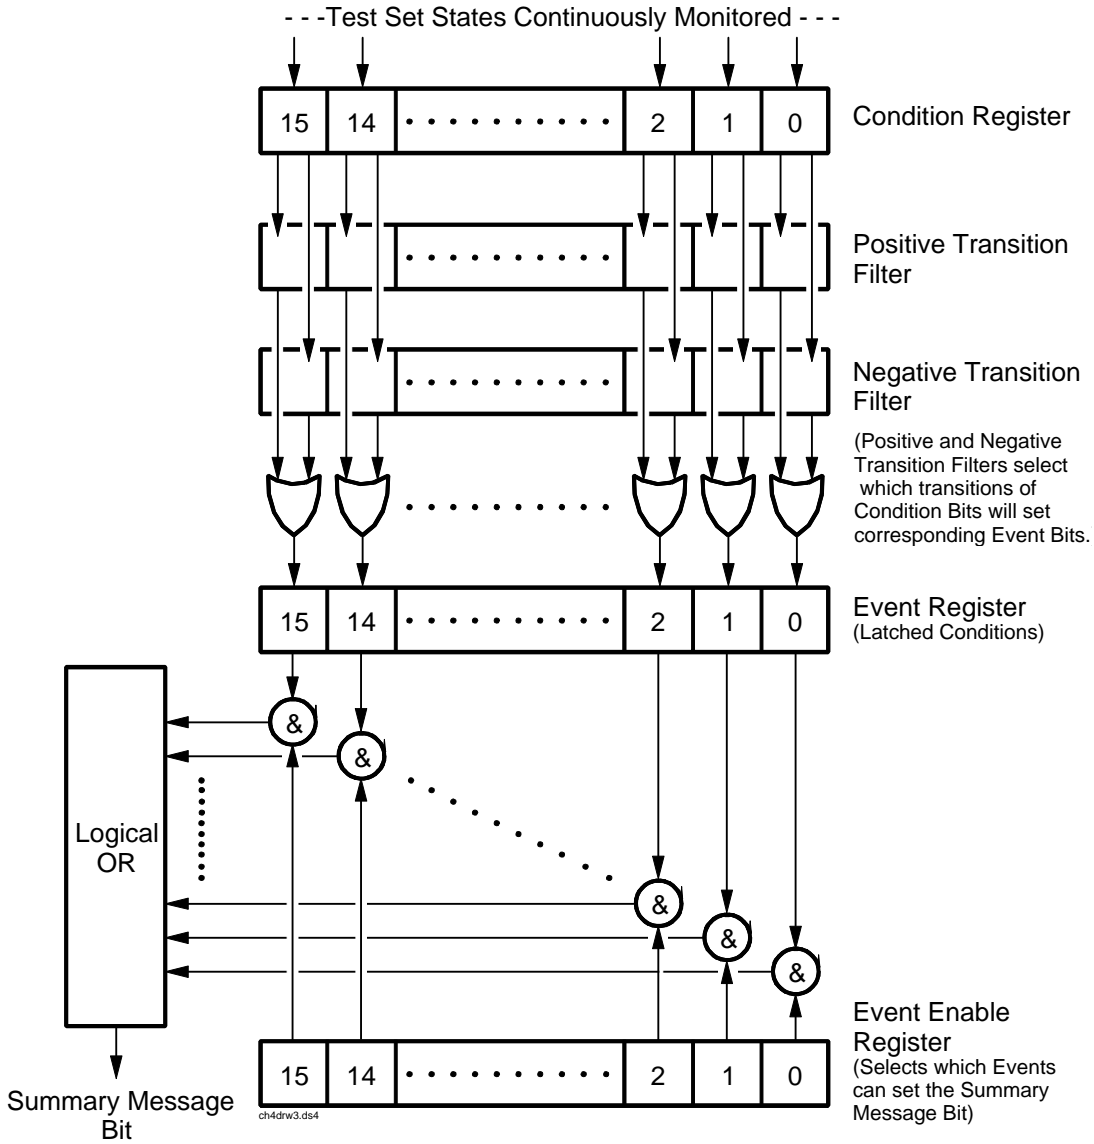 - - -Test Set States Continuously Monitored - - -
15 14 . . . . . . . . . . 2 1 0
Condition Register
Positive Transition
Filter
Negative Transition
Filter
(Positive and Negative
Transition Filters select
which transitions of
Condition Bits will set
corresponding Event Bits.)
15 14 . . . . . . . . . . 2 1 0
Event Register
(Latched Conditions)
&
&
Logical
OR
&
&
&
Event Enable
Register
(Selects which Events
can set the Summary
Message Bit)
15 14 . . . . . . . . . . 2 1 0
ch4drw3.ds4
Summary Message
Bit